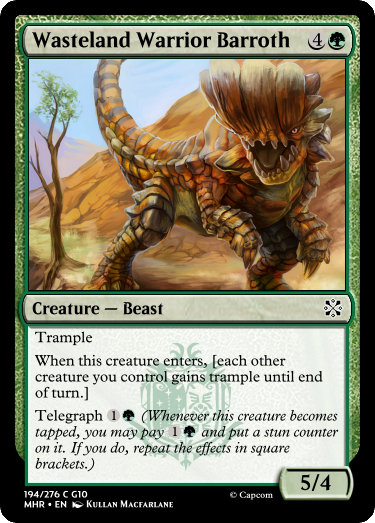 Wasteland Warrior Barroth 4
Creature — Beast
Trample
When this creature enters, [each other
creature you control gains trample until end
of turn.]
Telegraph 1 (Whenever this creature becomes
tapped, you may pay 1 and put a stun counter
on it. If you do, repeat the effects in square
brackets.)
5/4
194/276 C G10
MHR • EN Kullan Macfarlane
© Capcom